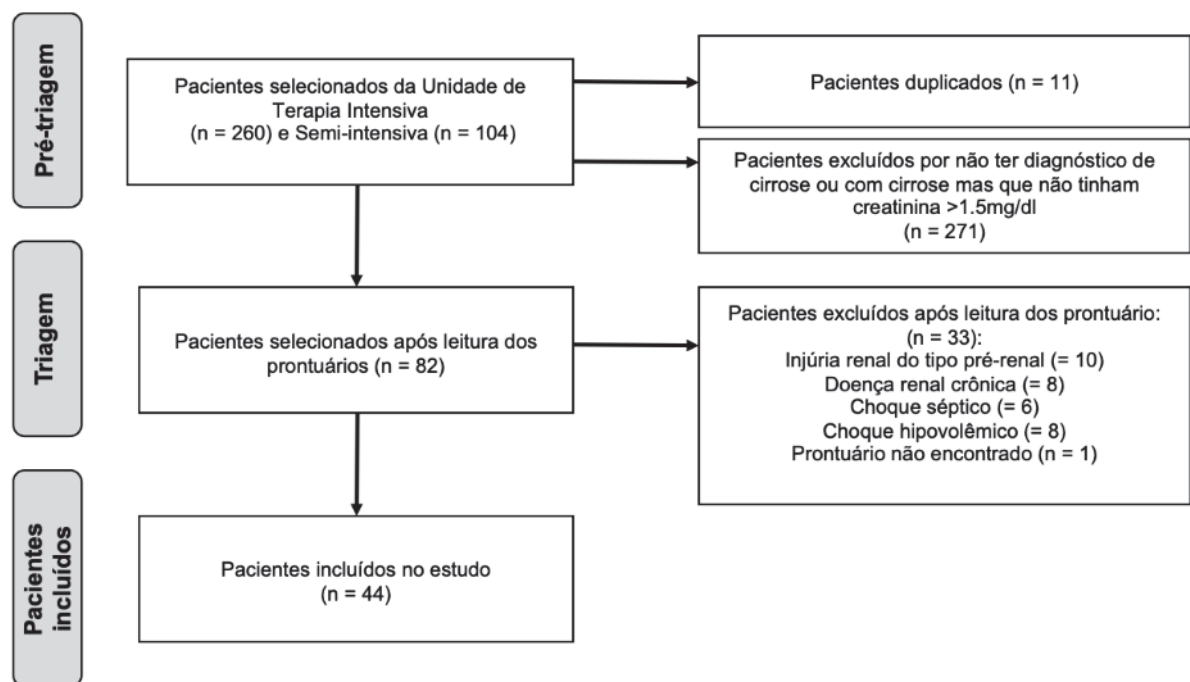 Pré-triagem
Pacientes selecionados da Unidade de
Terapia Intensiva
(n = 260) e Semi-intensiva (n = 104)
Pacientes duplicados (n = 11)
Pacientes excluídos por não ter diagnóstico de
cirrose ou com cirrose mas que não tinham
creatinina >1.5mg/dl
(n = 271)
Triagem
Pacientes selecionados após leitura dos
prontuários (n = 82)
Pacientes excluídos após leitura dos prontuário:
(n = 33):
Injúria renal do tipo pré-renal (= 10)
Doença renal crônica (= 8)
Choque séptico (= 6)
Choque hipovolêmico (= 8)
Prontuário não encontrado (n = 1)
Pacientes
incluídos
Pacientes incluídos no estudo
(n = 44)